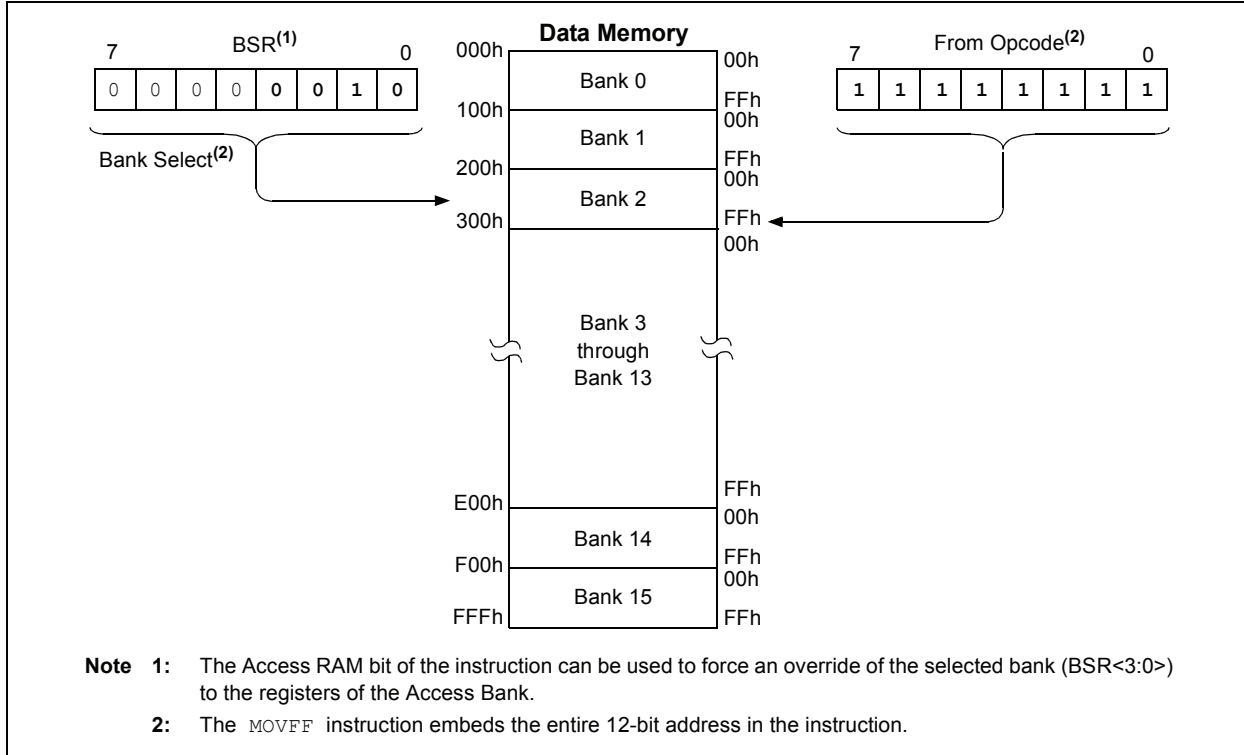 Data Memory
7 BSR(1) 0
0 0 0 0 0 0 1 0
Bank Select(2)
7 From Opcode(2) 0
1 1 1 1 1 1 1 1
000h Bank 0 00h
FFh
100h Bank 1 00h
FFh
200h Bank 2 00h
FFh
300h 00h
Bank 3
through
Bank 13
FFh
E00h Bank 14 00h
FFh
F00h Bank 15 00h
FFFh FFh
Note 1: The Access RAM bit of the instruction can be used to force an override of the selected bank (BSR<3:0>)
to the registers of the Access Bank.
2: The MOVFF instruction embeds the entire 12-bit address in the instruction.